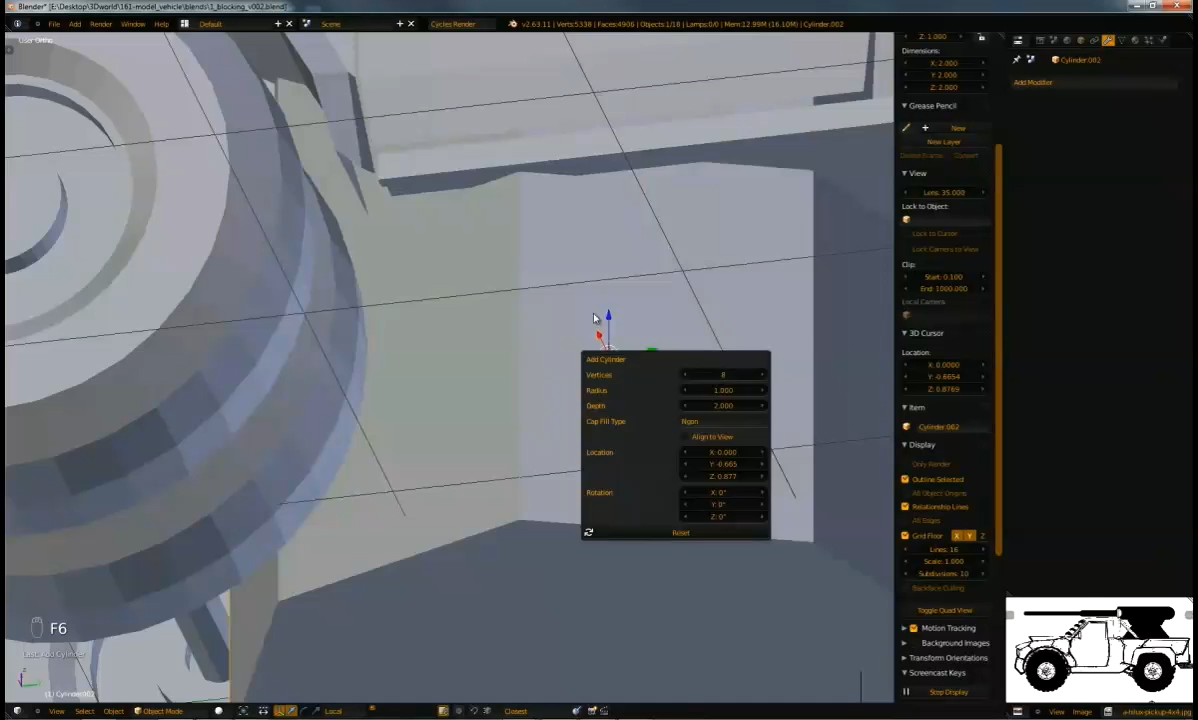 Blender* [E:\Desktop\3Dworld\161-model_vehicle\blends\1_blocking_v002.blend]
File Add Render Window Help Default Scene Cycles Render v2.63.11 | Verts:5338 | Faces:4906 | Objects:1/18 | Lamps:0/0 | Mem:12.99M (16.10M) | Cylinder.002
User Ortho
Z: 1.000
Dimensions:
X: 2.000
Y: 2.000
Z: 2.000
Grease Pencil
New
New Layer
Delete Frame Convert
View
Lens: 35.000
Lock to Object:
Lock to Cursor
Lock Camera to View
Clip:
Start: 0.100
End: 1000.000
Local Camera:
3D Cursor
Location:
X: 0.0000
Y: -0.6654
Z: 0.8769
Item
Cylinder.002
Display
Only Render
Outline Selected
All Object Origins
Relationship Lines
All Edges
Grid Floor X Y Z
Lines: 16
Scale: 1.000
Subdivisions: 10
Backface Culling
Toggle Quad View
Motion Tracking
Background Images
Transform Orientations
Screencast Keys
Stop Display
Cylinder.002
Add Modifier
Add Cylinder
Vertices 8
Radius 1.000
Depth 2.000
Cap Fill Type Ngon
Align to View
Location X: 0.000
Y: -0.665
Z: 0.877
Rotation X: 0°
Y: 0°
Z: 0°
Reset
F6
Last: Add Cylinder
(1) Cylinder.002
View Select Object Object Mode Local Closest
View Image a-hilux-pickup-4x4.jpg